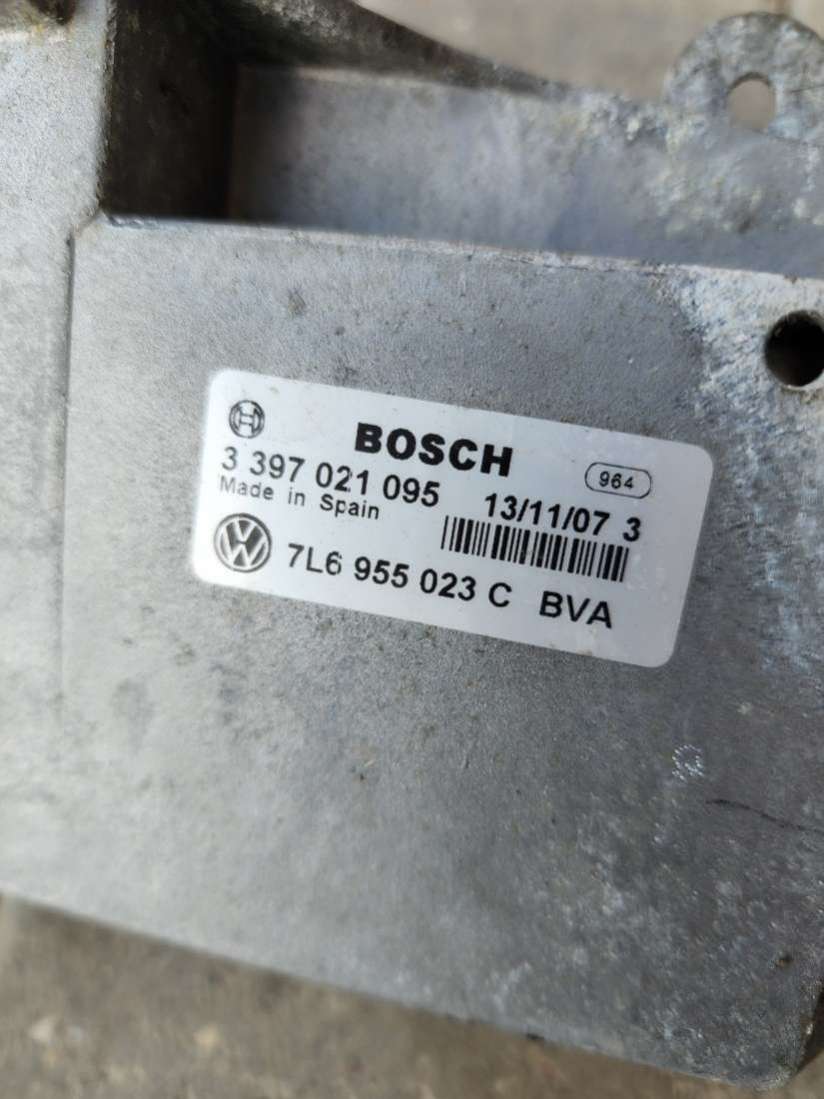 BOSCH
964
3 397 021 095
Made in Spain
13/11/07 3
7L6 955 023 C BVA